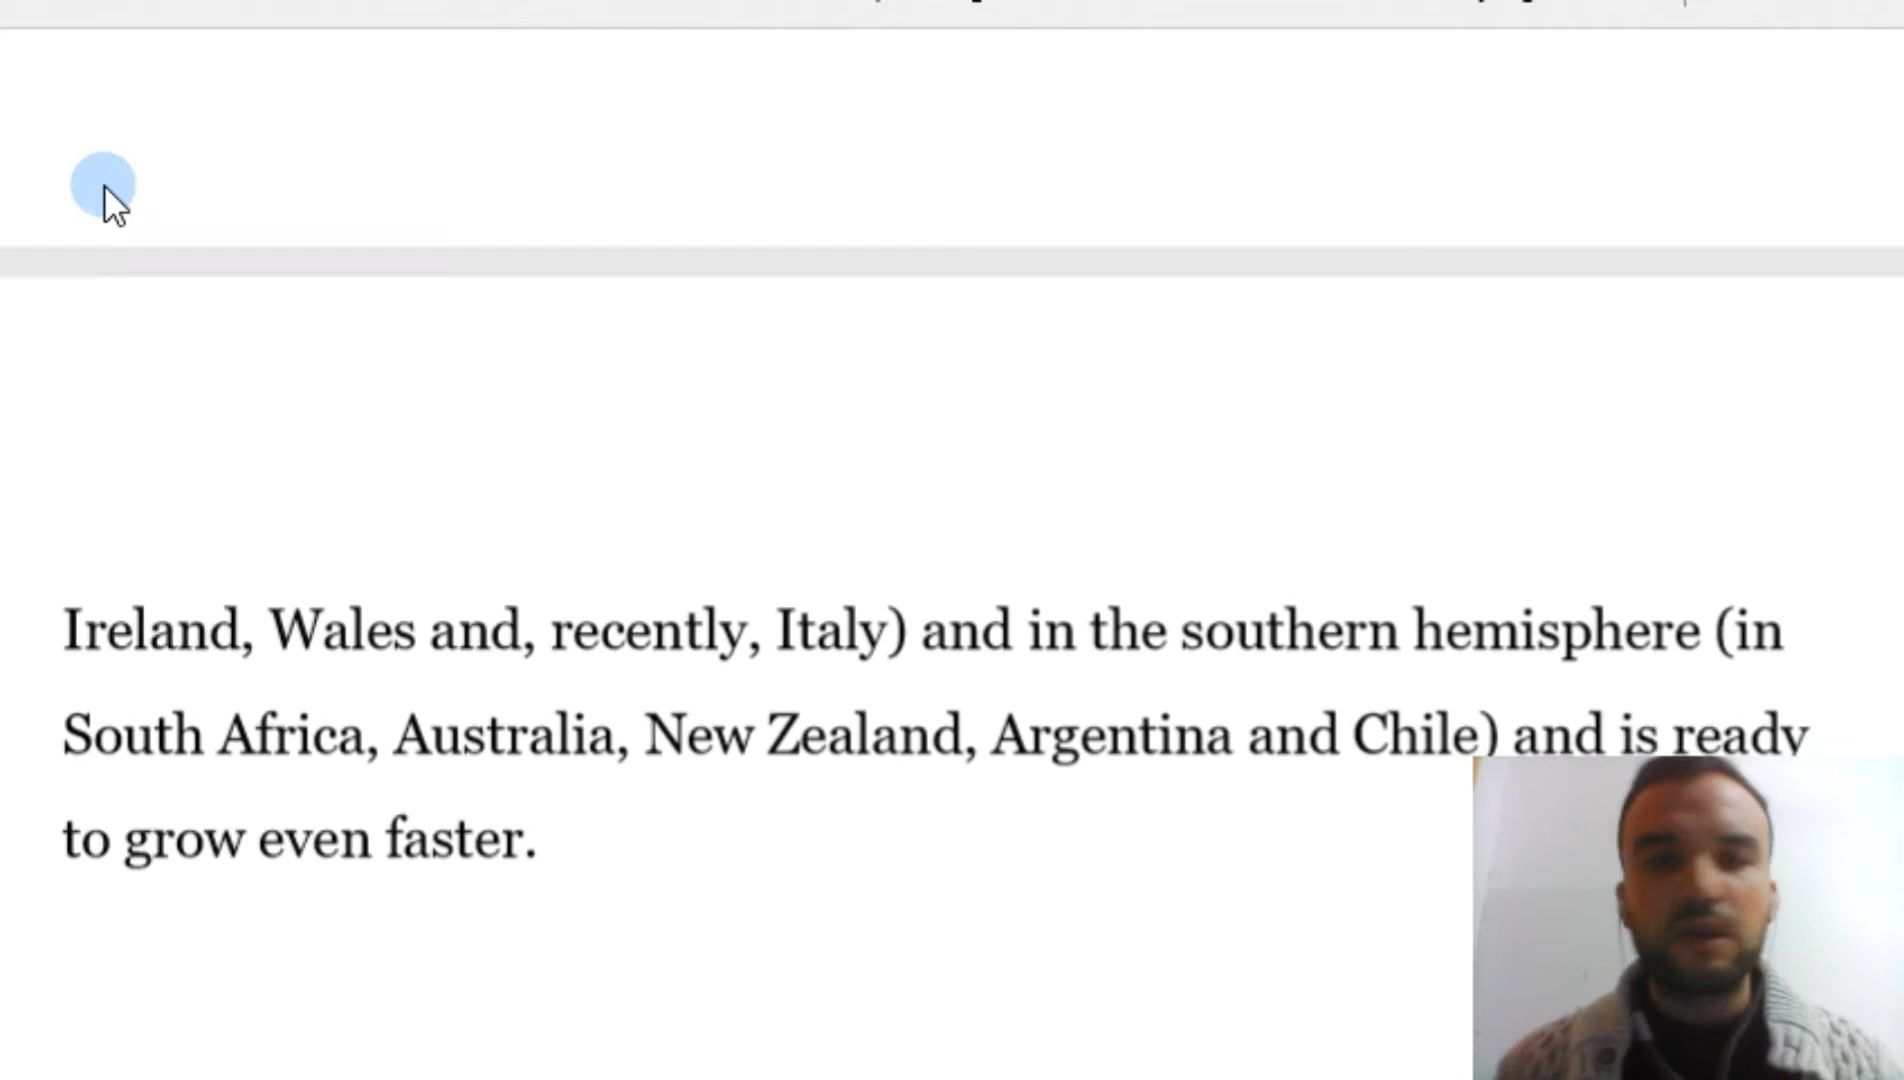 Ireland, Wales and, recently, Italy) and in the southern hemisphere (in
South Africa, Australia, New Zealand, Argentina and Chile) and is ready
to grow even faster.